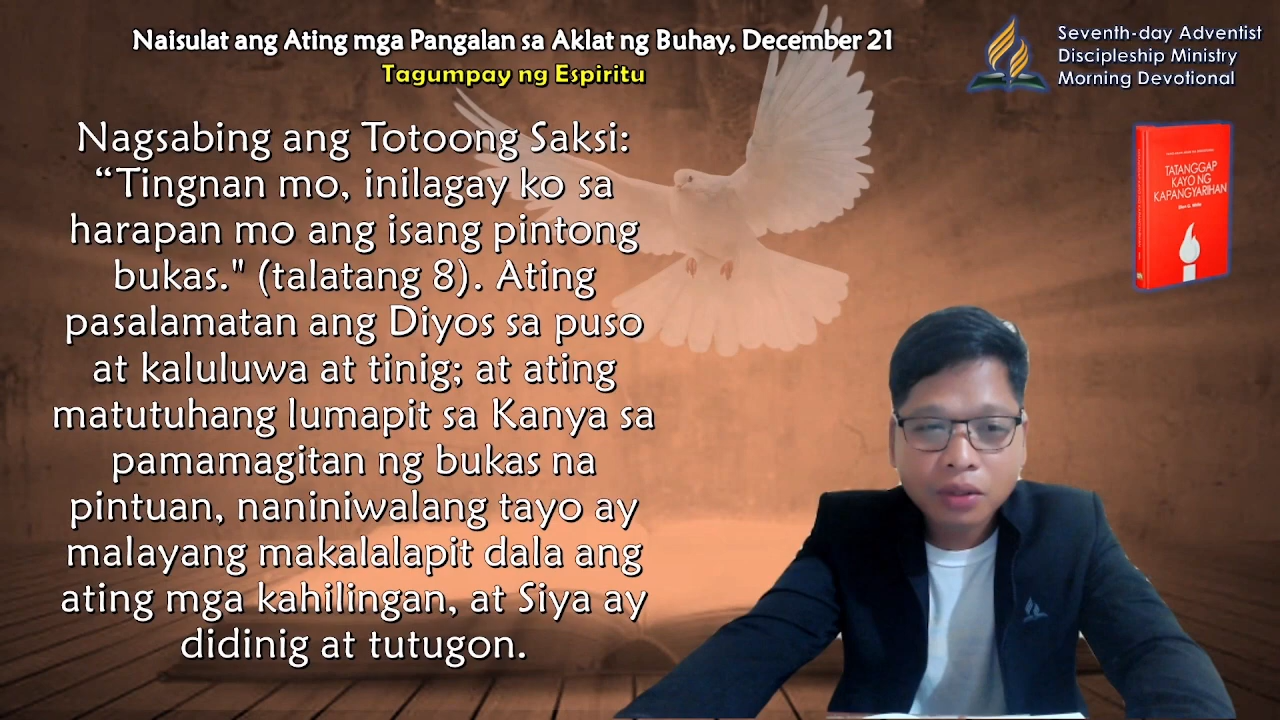 Naisulat ang Ating mga Pangalan sa Aklat ng Buhay, December 21
Tagumpay ng Espiritu
Seventh-day Adventist
Discipleship Ministry
Morning Devotional
Nagsabing ang Totoong Saksi:
“Tingnan mo, inilagay ko sa
harapan mo ang isang pintong
bukas." (talatang 8). Ating
pasalamatan ang Diyos sa puso
at kaluluwa at tinig; at ating
matutuhang lumapit sa Kanya sa
pamamagitan ng bukas na
pintuan, naniniwalang tayo ay
malayang makalalapit dala ang
ating mga kahilingan, at Siya ay
didinig at tutugon.
TATANGGAP
KAYO NG
KAPANGYARIHAN